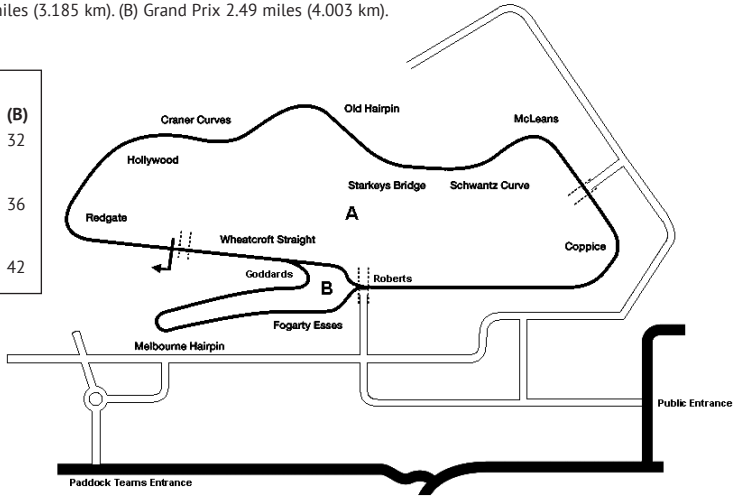 miles (3.185 km). (B) Grand Prix 2.49 miles (4.003 km).
(B)
32
36
42
Old Hairpin
Craner Curves
McLeans
Hollywood
Starkeys Bridge
Schwantz Curve
A
Redgate
Wheatcroft Straight
Coppice
Goddards
Roberts
B
Fogarty Esses
Melbourne Hairpin
Public Entrance
Paddock Teams Entrance